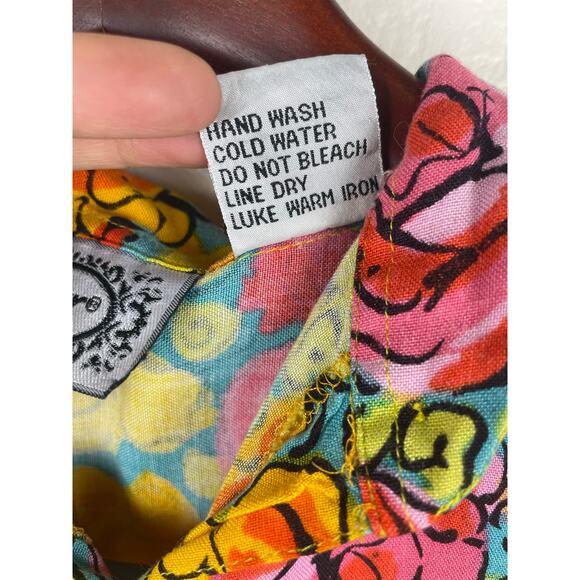 HAND WASH
COLD WATER
DO NOT BLEACH
LINE DRY
LUKE WARM IRON